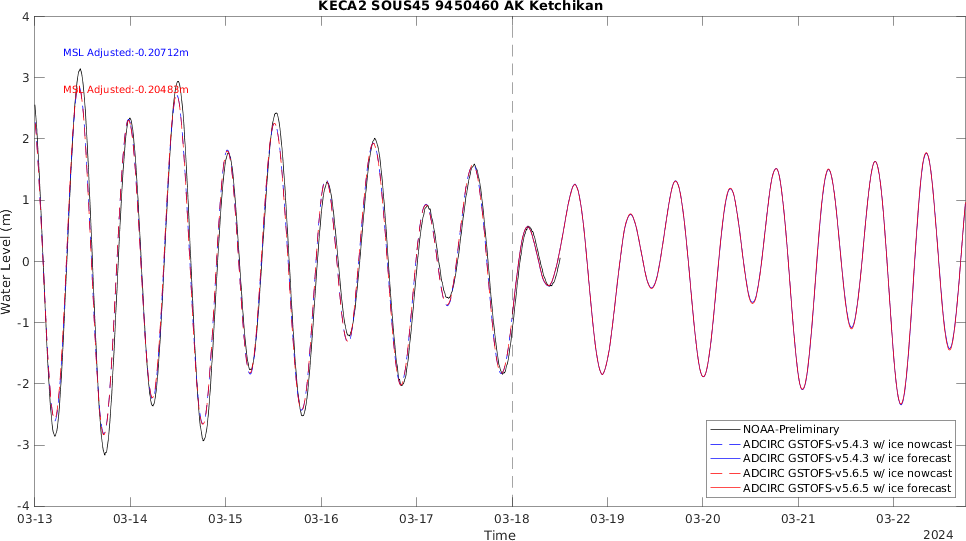 KECA2 SOUS45 9450460 AK Ketchikan
4
3
2
1
0
-1
-2
-3
-4
Water Level (m)
MSL Adjusted:-0.20712m
MSL Adjusted:-0.20483m
NOAA-Preliminary
ADCIRC GSTOFS-v5.4.3 w/ ice nowcast
ADCIRC GSTOFS-v5.4.3 w/ ice forecast
ADCIRC GSTOFS-v5.6.5 w/ ice nowcast
ADCIRC GSTOFS-v5.6.5 w/ ice forecast
03-13 03-14 03-15 03-16 03-17 03-18 03-19 03-20 03-21 03-22
Time
2024